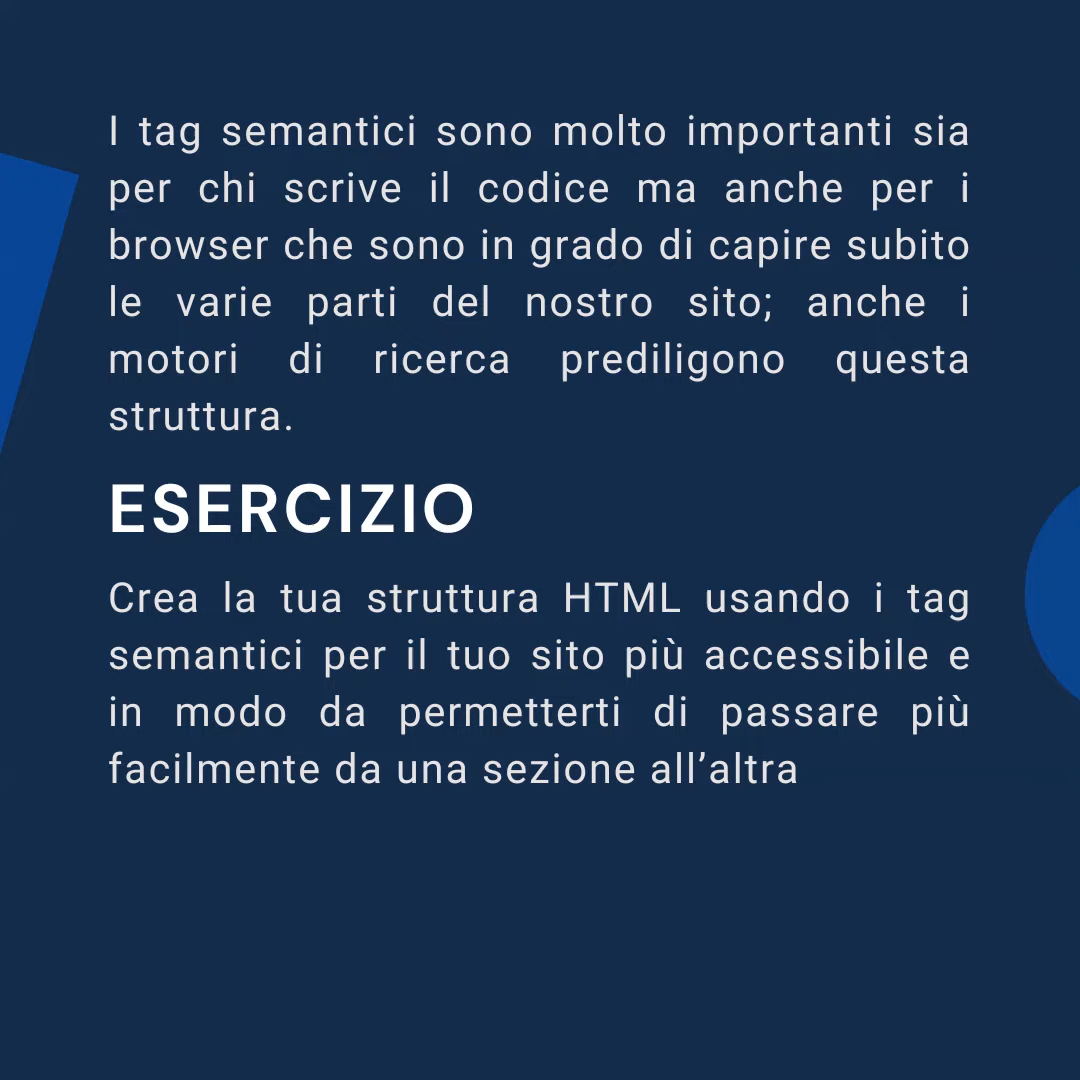 I tag semantici sono molto importanti sia
per chi scrive il codice ma anche per i
browser che sono in grado di capire subito
le varie parti del nostro sito; anche i
motori di ricerca prediligono questa
struttura.
ESERCIZIO
Crea la tua struttura HTML usando i tag
semantici per il tuo sito più accessibile e
in modo da permetterti di passare più
facilmente da una sezione all’altra